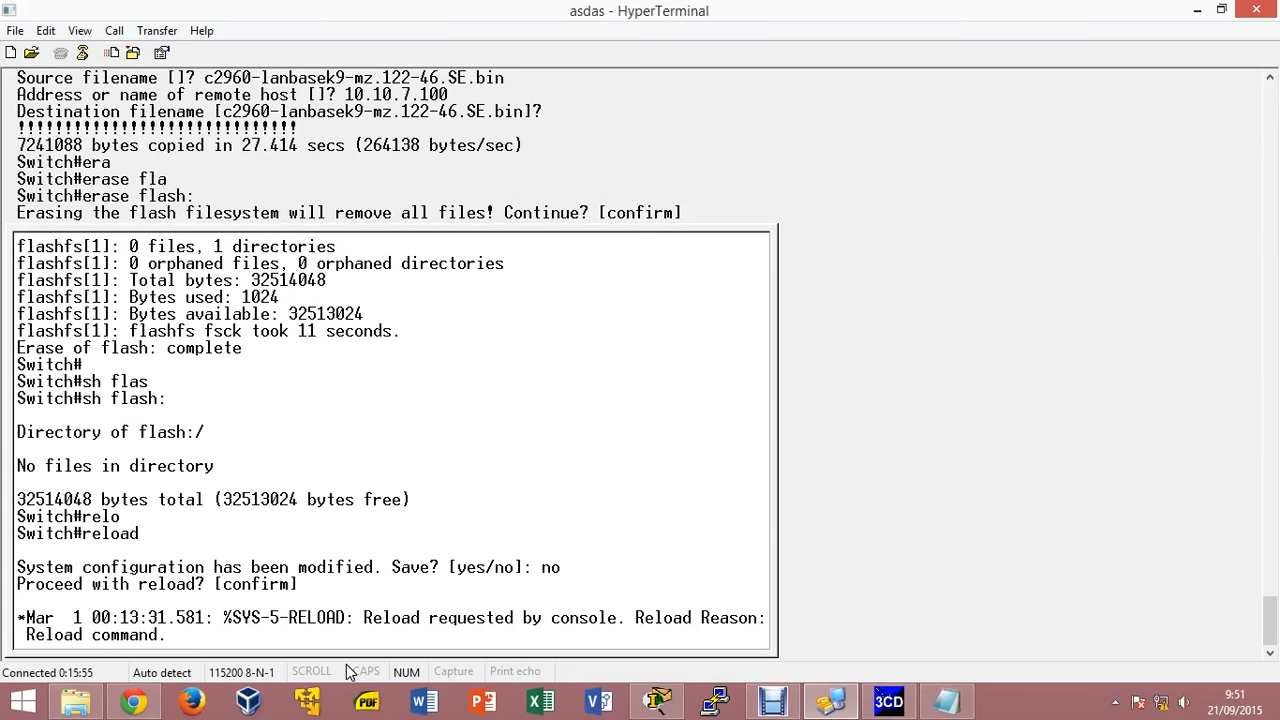 asdas - HyperTerminal
File Edit View Call Transfer Help
Source filename []? c2960-lanbasek9-mz.122-46.SE.bin
Address or name of remote host []? 10.10.7.100
Destination filename [c2960-lanbasek9-mz.122-46.SE.bin]?
!!!!!!!!!!!!!!!!!!!!!!!!!!!!
7241088 bytes copied in 27.414 secs (264138 bytes/sec)
Switch#era
Switch#erase fla
Switch#erase flash:
Erasing the flash filesystem will remove all files! Continue? [confirm]
flashfs[1]: 0 files, 1 directories
flashfs[1]: 0 orphaned files, 0 orphaned directories
flashfs[1]: Total bytes: 32514048
flashfs[1]: Bytes used: 1024
flashfs[1]: Bytes available: 32513024
flashfs[1]: flashfs fsck took 11 seconds.
Erase of flash: complete
Switch#
Switch#sh flas
Switch#sh flash:
Directory of flash:/
No files in directory
32514048 bytes total (32513024 bytes free)
Switch#relo
Switch#reload
System configuration has been modified. Save? [yes/no]: no
Proceed with reload? [confirm]
*Mar  1 00:13:31.581: %SYS-5-RELOAD: Reload requested by console. Reload Reason:
Reload command.
Connected 0:15:55 Auto detect 115200 8-N-1 SCROLL CAPS NUM Capture Print echo
PDF 3CD
9:51
21/09/2015